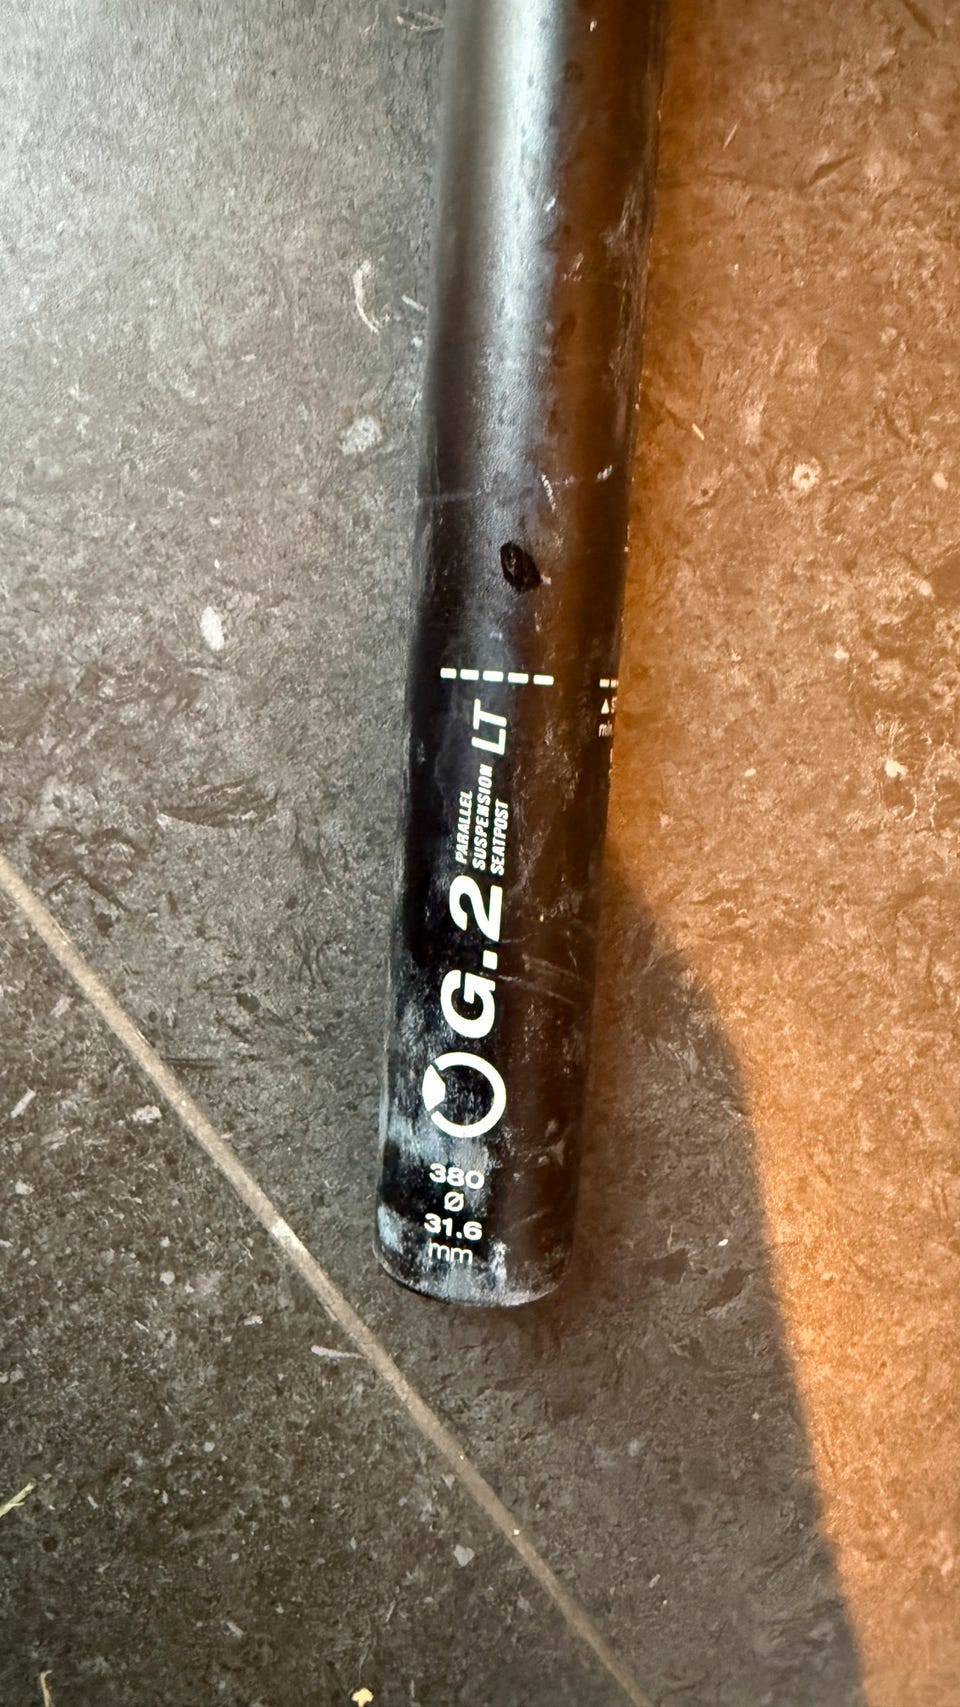 G.2 PARALLEL
SUSPENSION
SEATPOST LT
380
Ø
31.6
mm